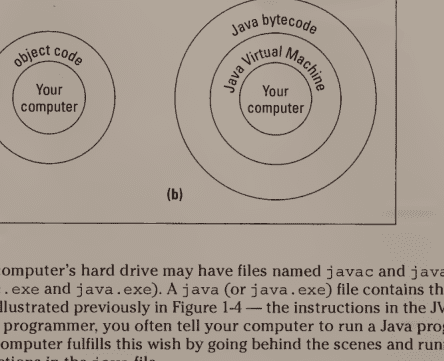 object code
Your
computer
Java bytecode
Java Virtual Machine
Your
computer
(b)
computer's hard drive may have files named javac and java
.exe and java.exe). A java (or java.exe) file contains th
llustrated previously in Figure 1-4 — the instructions in the JV
programmer, you often tell your computer to run a Java prog
omputer fulfills this wish by going behind the scenes and run
ctions in the java file